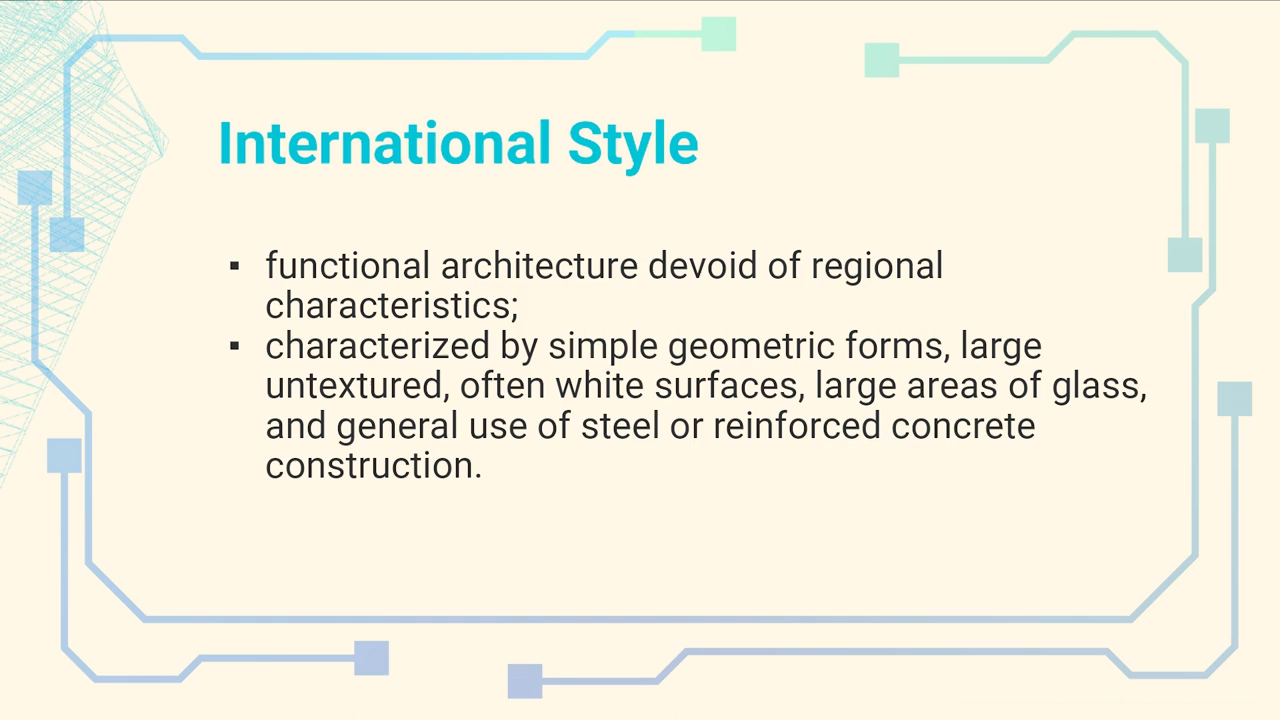 International Style
▪ functional architecture devoid of regional
characteristics;
▪ characterized by simple geometric forms, large
untextured, often white surfaces, large areas of glass,
and general use of steel or reinforced concrete
construction.